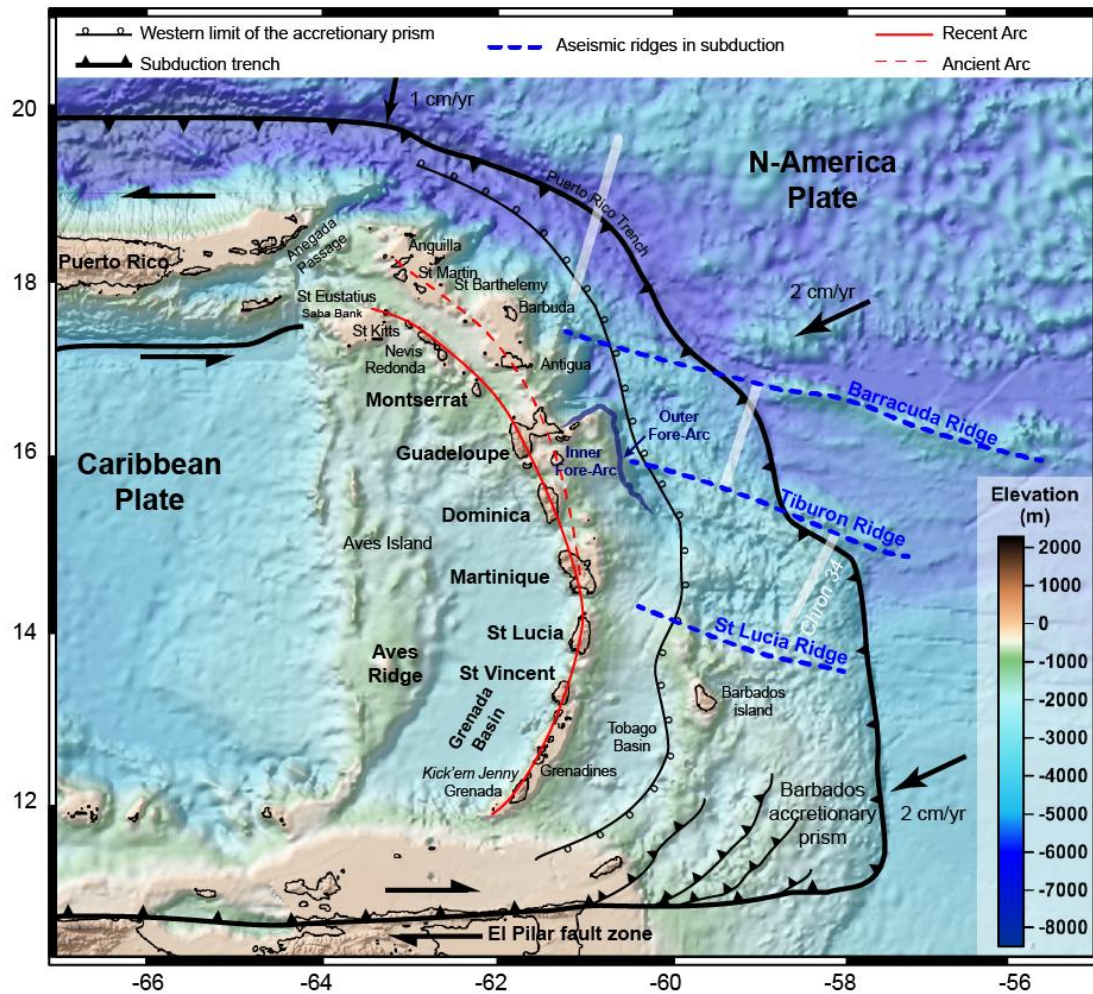 Western limit of the accretionary prism
Subduction trench
Aseismic ridges in subduction
Recent Arc
Ancient Arc
20
18
16
14
12
-66
-64
-62
-60
-58
-56
1 cm/yr
N-America
Plate
Puerto Rico Trench
2 cm/yr
Puerto Rico
Anegada
Passage
Anguilla
St Martin
St Barthelemy
Barbuda
St Eustatius
Saba Bank
St Kitts
Nevis
Redonda
Antigua
Montserrat
Barracuda Ridge
Guadeloupe
Outer
Fore-Arc
Inner
Fore-Arc
Caribbean
Plate
Dominica
Tiburon Ridge
Aves Island
Martinique
Chron 34
St Lucia
St Lucia Ridge
Aves
Ridge
St Vincent
Grenada
Basin
Barbados
island
Tobago
Basin
Kick'em Jenny
Grenada
Grenadines
Barbados
accretionary
prism
2 cm/yr
El Pilar fault zone
Elevation
(m)
2000
1000
0
-1000
-2000
-3000
-4000
-5000
-6000
-7000
-8000